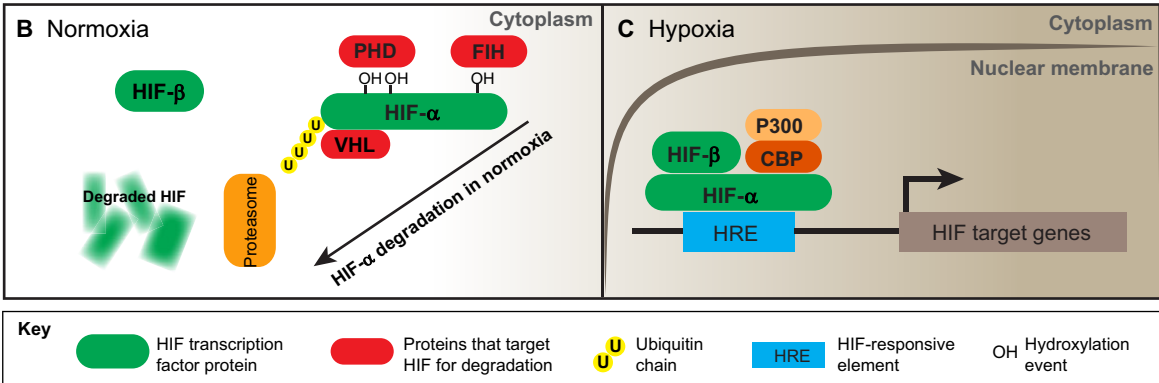 B Normoxia
Cytoplasm
PHD
FIH
OH OH
OH
HIF-β
HIF-α
VHL
U U U U
Degraded HIF
Proteasome
HIF-α degradation in normoxia
C Hypoxia
Cytoplasm
Nuclear membrane
P300
HIF-β
CBP
HIF-α
HRE
HIF target genes
Key
HIF transcription
factor protein
Proteins that target
HIF for degradation
U U
Ubiquitin
chain
HRE
HIF-responsive
element
OH
Hydroxylation
event